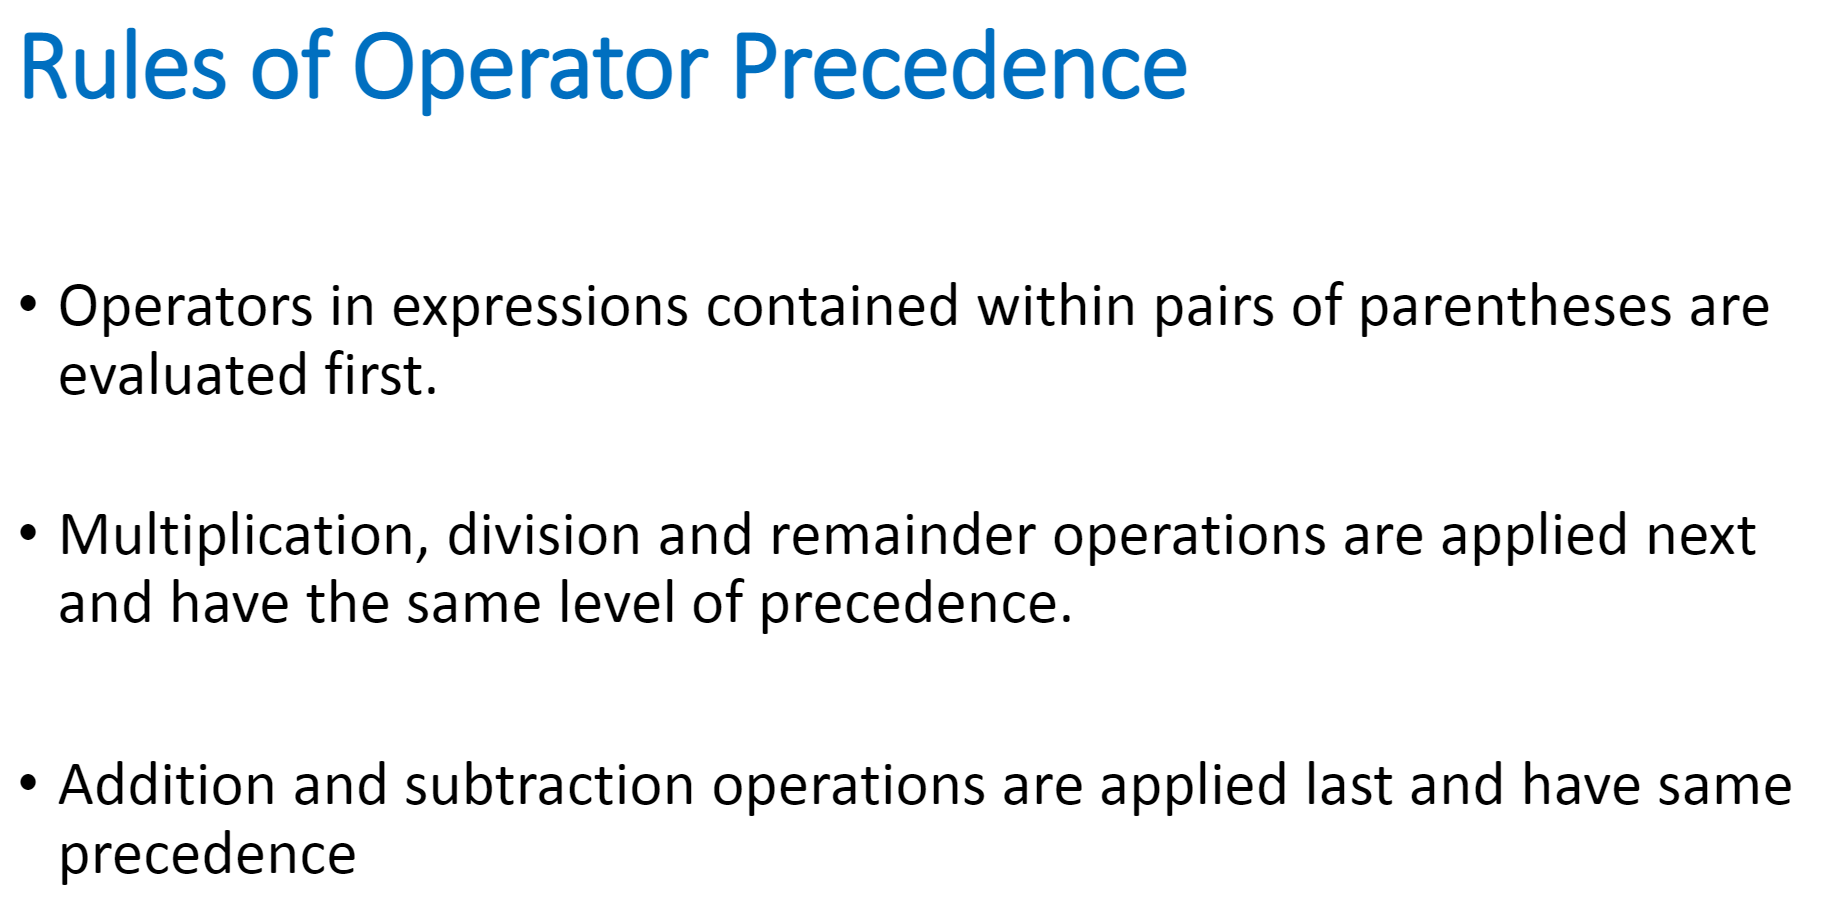 Rules of Operator Precedence
• Operators in expressions contained within pairs of parentheses are
evaluated first.
• Multiplication, division and remainder operations are applied next
and have the same level of precedence.
• Addition and subtraction operations are applied last and have same
precedence